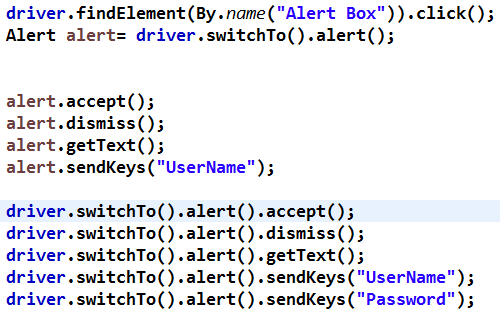 driver.findElement(By.name("Alert Box")).click();
Alert alert= driver.switchTo().alert();
alert.accept();
alert.dismiss();
alert.getText();
alert.sendKeys("UserName");
driver.switchTo().alert().accept();
driver.switchTo().alert().dismiss();
driver.switchTo().alert().getText();
driver.switchTo().alert().sendKeys("UserName");
driver.switchTo().alert().sendKeys("Password");